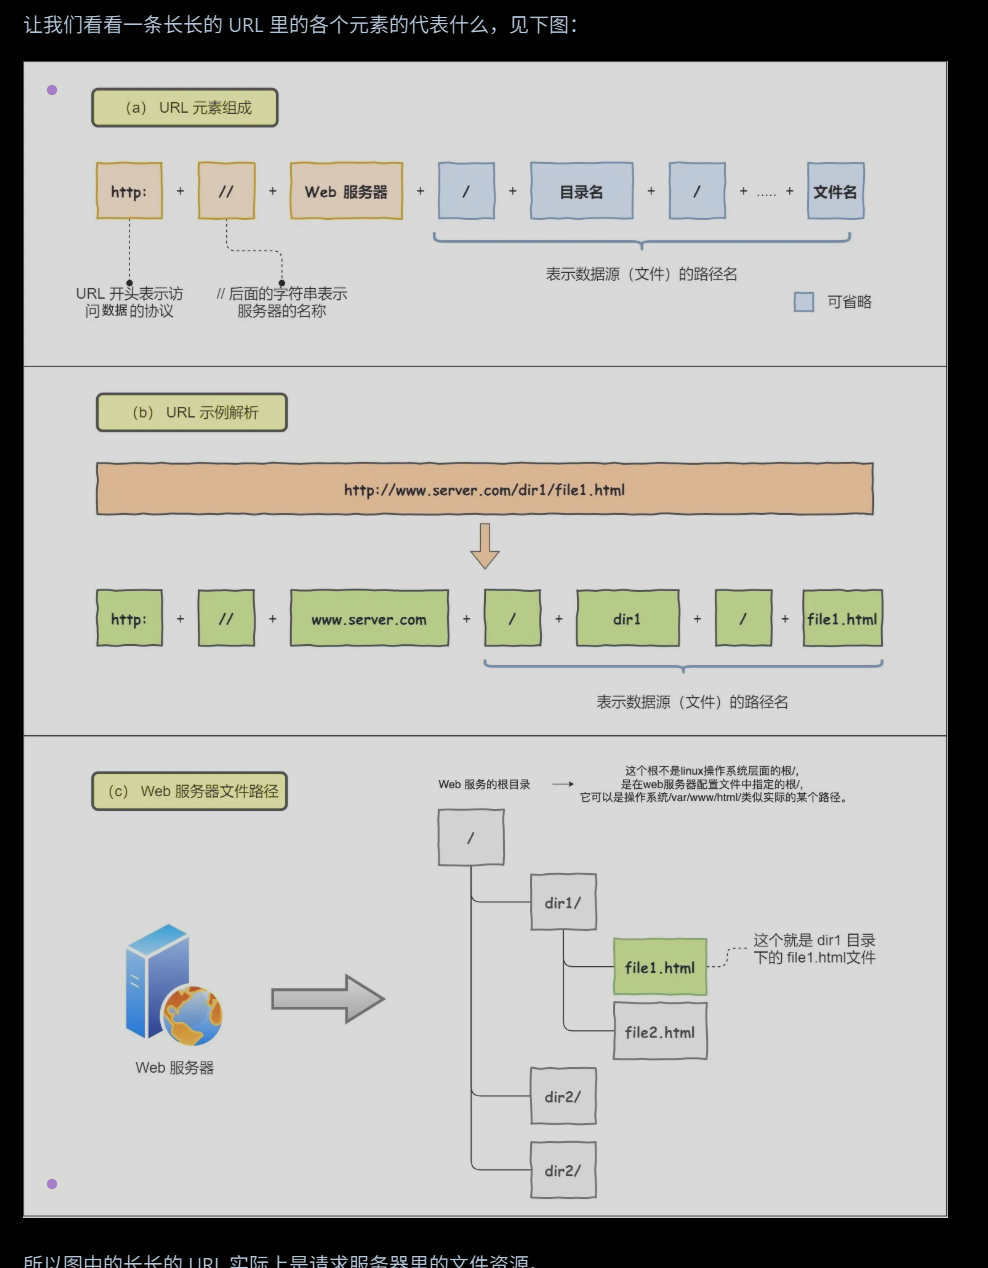 让我们看看一条长长的 URL 里的各个元素的代表什么，见下图：
（a） URL 元素组成
http: + // + Web 服务器 + / + 目录名 + / + ..... + 文件名
表示数据源（文件）的路径名
URL 开头表示访
问数据的协议
// 后面的字符串表示
服务器的名称
可省略
（b） URL 示例解析
http://www.server.com/dir1/file1.html
http: + // + www.server.com + / + dir1 + / + file1.html
表示数据源（文件）的路径名
（c） Web 服务器文件路径
Web 服务的根目录
这个根不是linux操作系统层面的根/,
是在web服务器配置文件中指定的根/,
它可以是操作系统/var/www/html/类似实际的某个路径。
/
dir1/
file1.html
这个就是 dir1 目录
下的 file1.html文件
file2.html
Web 服务器
dir2/
dir2/
所以图中的长长的 URL 实际上是请求服务器里的文件资源。